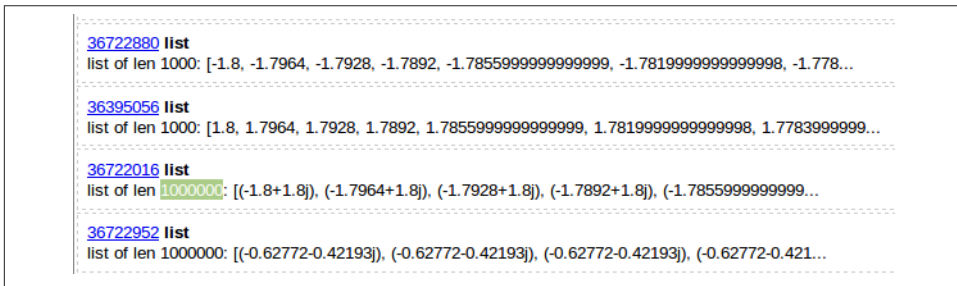 36722880 list
list of len 1000: [-1.8, -1.7964, -1.7928, -1.7892, -1.7855999999999999, -1.7819999999999998, -1.778...
36395056 list
list of len 1000: [1.8, 1.7964, 1.7928, 1.7892, 1.7855999999999999, 1.7819999999999998, 1.7783999999...
36722016 list
list of len 1000000: [(-1.8+1.8j), (-1.7964+1.8j), (-1.7928+1.8j), (-1.7892+1.8j), (-1.7855999999999...
36722952 list
list of len 1000000: [(-0.62772-0.42193j), (-0.62772-0.42193j), (-0.62772-0.42193j), (-0.62772-0.421...